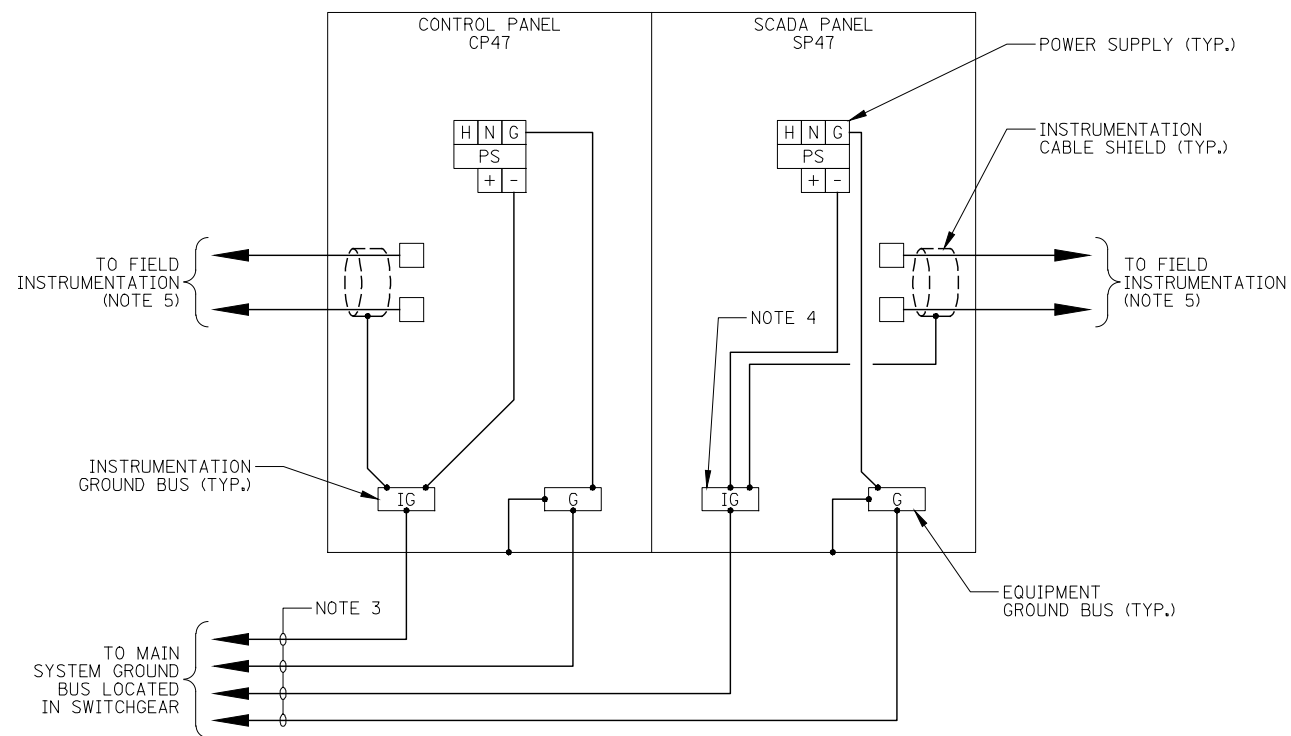 CONTROL PANEL
CP47
SCADA PANEL
SP47
POWER SUPPLY (TYP.)
H N G
PS
+ -
H N G
PS
+ -
INSTRUMENTATION
CABLE SHIELD (TYP.)
TO FIELD
INSTRUMENTATION
(NOTE 5)
TO FIELD
INSTRUMENTATION
(NOTE 5)
NOTE 4
INSTRUMENTATION
GROUND BUS (TYP.)
IG
G
IG
G
EQUIPMENT
GROUND BUS (TYP.)
NOTE 3
TO MAIN
SYSTEM GROUND
BUS LOCATED
IN SWITCHGEAR